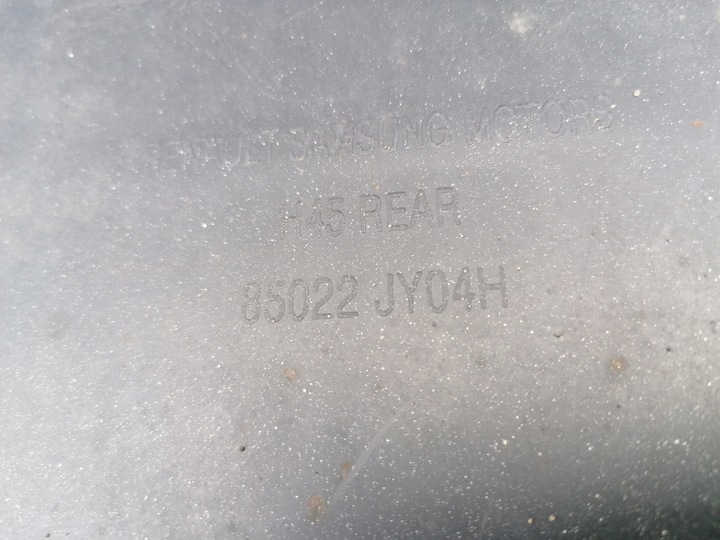 RENAULT SAMSUNG MOTORS
H45 REAR
85022 JY04H